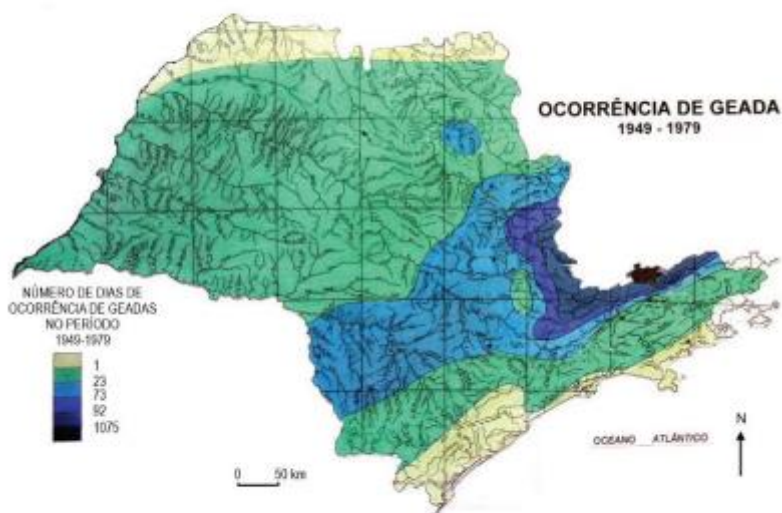 OCORRÊNCIA DE GEADA
1949 - 1979
NÚMERO DE DIAS DE
OCORRÊNCIA DE GEADAS
NO PERÍODO
1949-1979
1
23
73
92
1075
0 50 km
OCEANO ATLÂNTICO
N